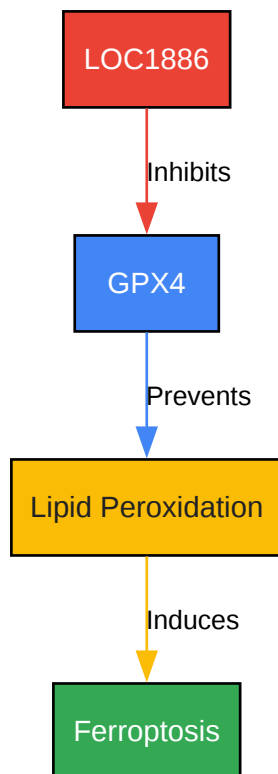 LOC1886
Inhibits
GPX4
Prevents
Lipid Peroxidation
Induces
Ferroptosis